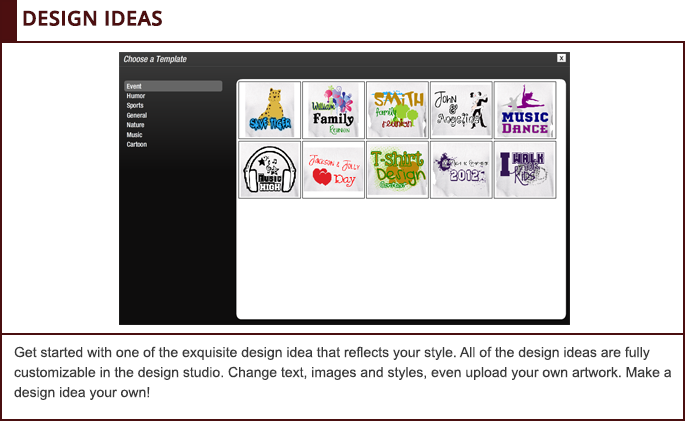 DESIGN IDEAS
Choose a Template
X
Event
Humor
Sports
General
Nature
Music
Cartoon
SAVE TIGER
William
Family
Reunion
SMITH
family
reunion
John
&
Angelica
MUSIC
DANCE
MUSIC
HIGH
Jackson & Jolly
Day
T-shirt
Design
2012
I WALK
KIDS
Get started with one of the exquisite design idea that reflects your style. All of the design ideas are fully
customizable in the design studio. Change text, images and styles, even upload your own artwork. Make a
design idea your own!